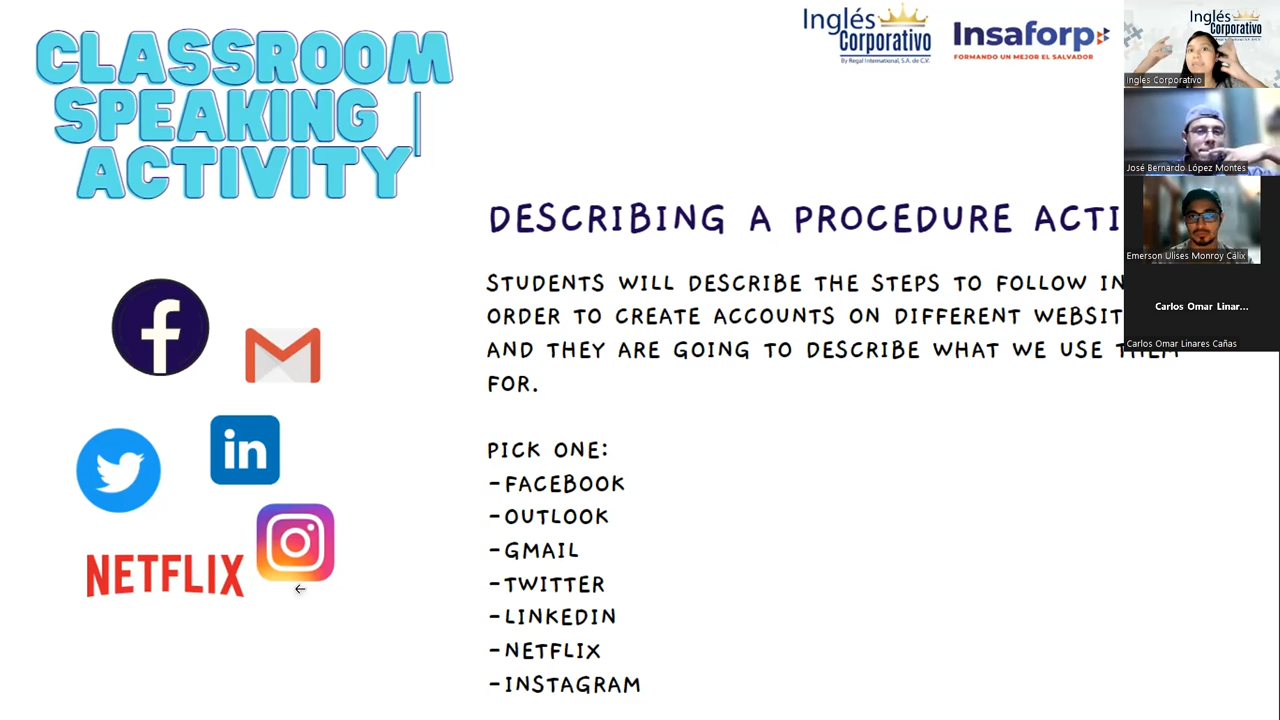 CLASSROOM
SPEAKING
ACTIVITY
Inglés
Corporativo
By Regal International, S.A. de C.V.
Insaforp
FORMANDO UN MEJOR EL SALVADOR
DESCRIBING A PROCEDURE ACTI
STUDENTS WILL DESCRIBE THE STEPS TO FOLLOW IN
ORDER TO CREATE ACCOUNTS ON DIFFERENT WEBSIT
AND THEY ARE GOING TO DESCRIBE WHAT WE USE THEM
FOR.
PICK ONE:
-FACEBOOK
-OUTLOOK
-GMAIL
-TWITTER
-LINKEDIN
-NETFLIX
-INSTAGRAM
f
in
NETFLIX
Inglés
Corporativo
Inglés Corporativo
José Bernardo López Montes
Emerson Ulises Monroy Cálix
Carlos Omar Linar...
Carlos Omar Linares Cañas